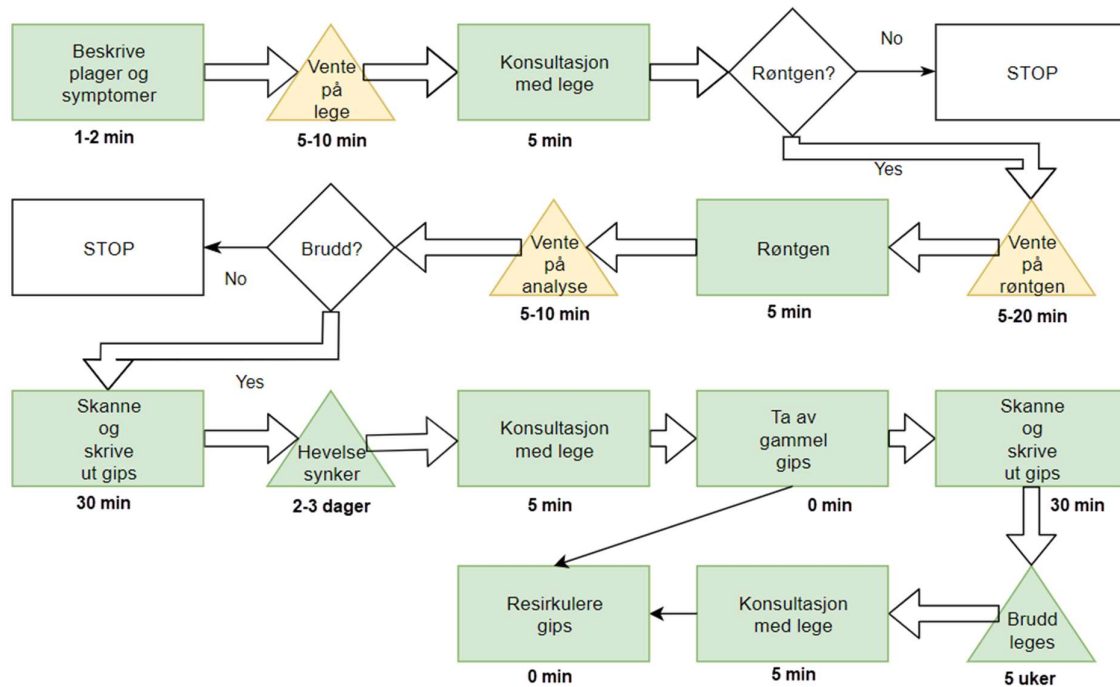 Beskrive
plager og
symptomer
1-2 min
Vente
på
lege
5-10 min
Konsultasjon
med lege
5 min
Røntgen?
No
STOP
Yes
Vente
på
røntgen
5-20 min
Røntgen
5 min
Vente
på
analyse
5-10 min
Brudd?
No
STOP
Yes
Skanne
og
skrive
ut gips
30 min
Hevelse
synker
2-3 dager
Konsultasjon
med lege
5 min
Ta av
gammel
gips
0 min
Skanne
og
skrive
ut gips
30 min
Brudd
leges
5 uker
Konsultasjon
med lege
5 min
Resirkulere
gips
0 min